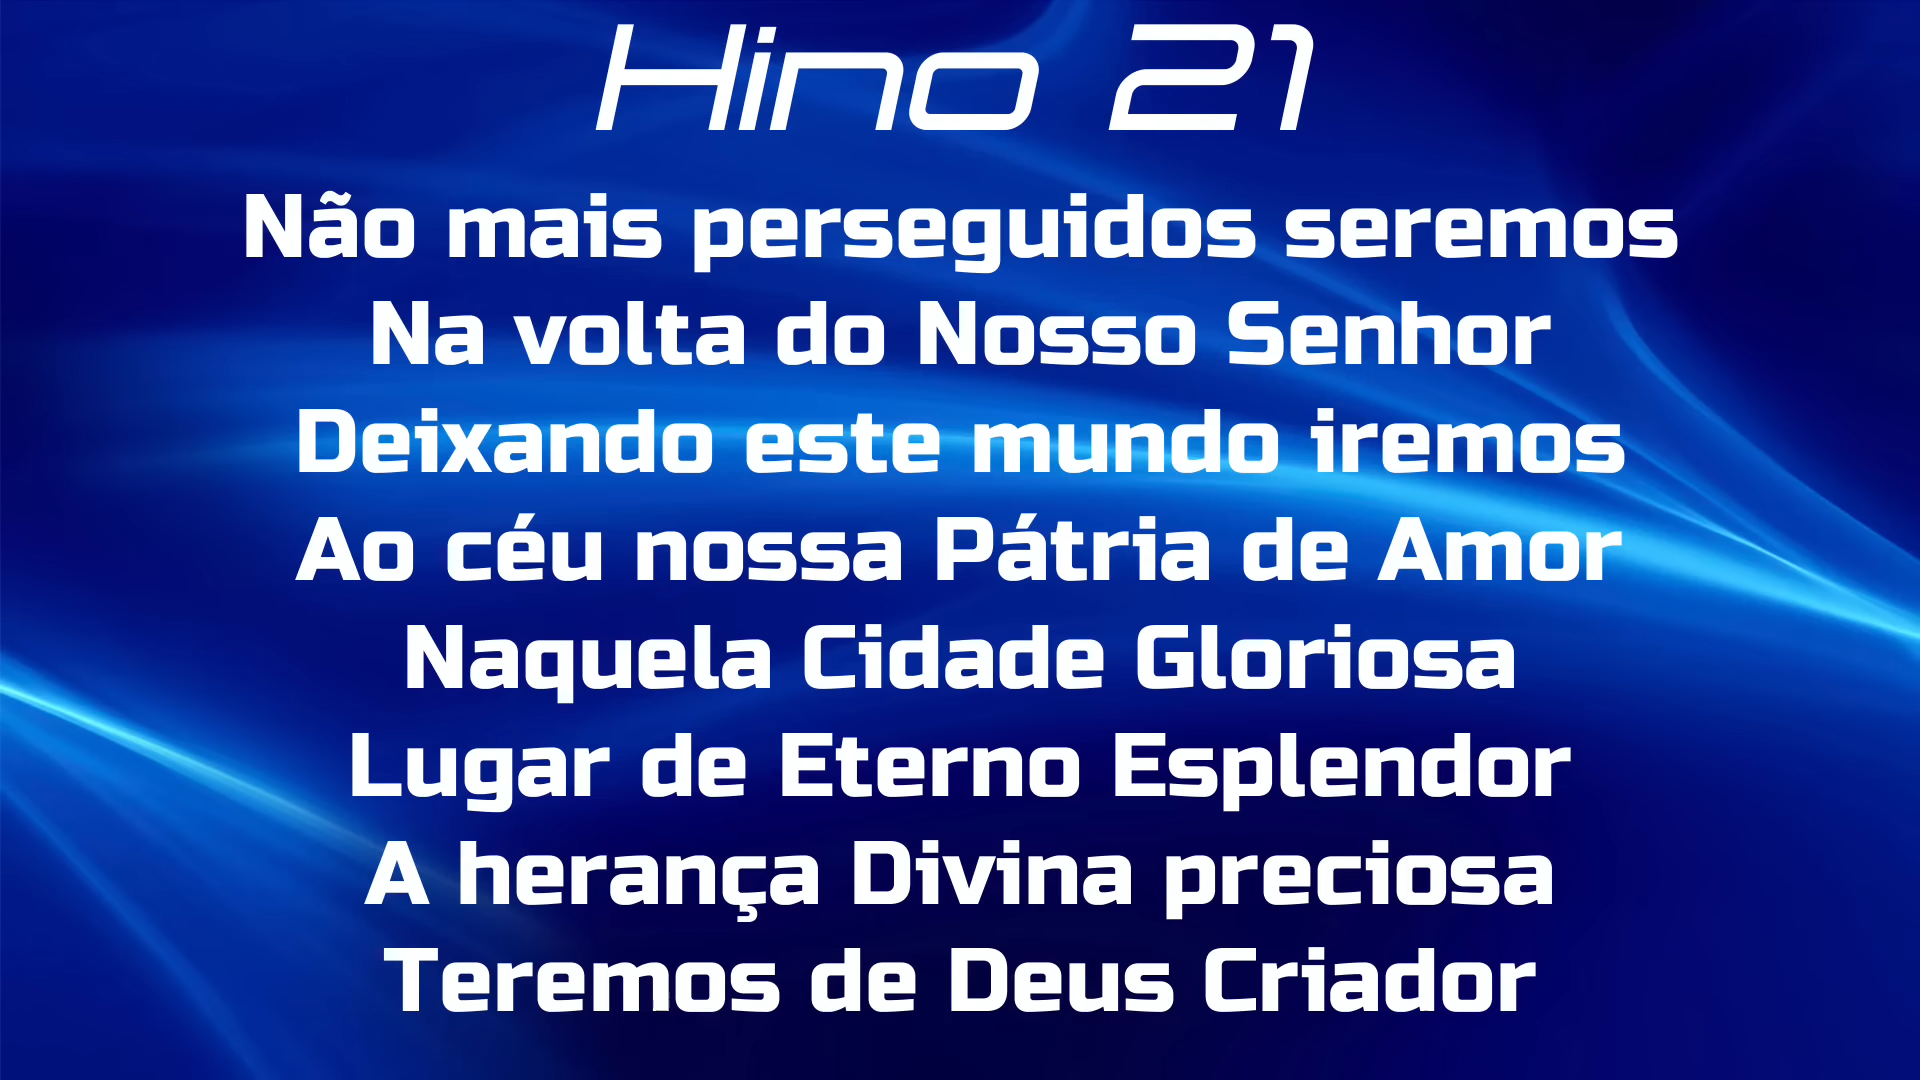 Hino 21
Não mais perseguidos seremos
Na volta do Nosso Senhor
Deixando este mundo iremos
Ao céu nossa Pátria de Amor
Naquela Cidade Gloriosa
Lugar de Eterno Esplendor
A herança Divina preciosa
Teremos de Deus Criador